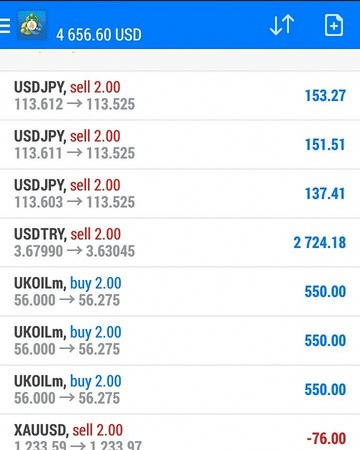 4 656.60 USD
USDJPY, sell 2.00
113.612 → 113.525
153.27
USDJPY, sell 2.00
113.611 → 113.525
151.51
USDJPY, sell 2.00
113.603 → 113.525
137.41
USDTRY, sell 2.00
3.67990 → 3.63045
2 724.18
UKOILm, buy 2.00
56.000 → 56.275
550.00
UKOILm, buy 2.00
56.000 → 56.275
550.00
UKOILm, buy 2.00
56.000 → 56.275
550.00
XAUUSD, sell 2.00
1 233.59 → 1 233.97
-76.00